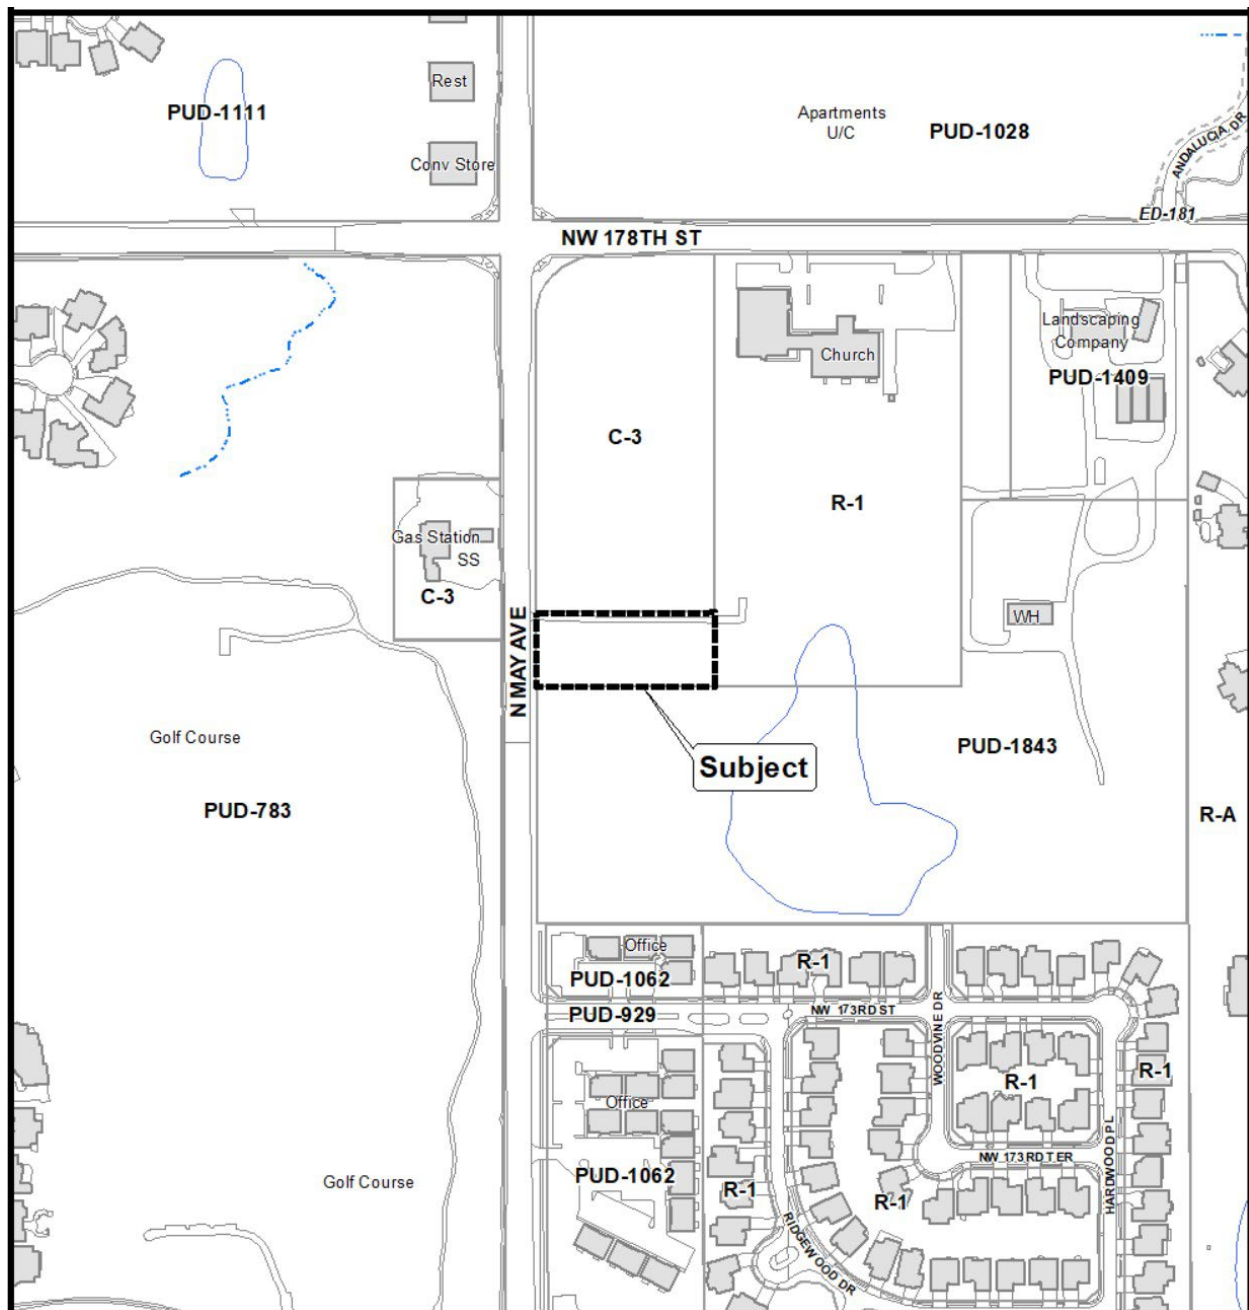 Rest
PUD-1111
Apartments
U/C
PUD-1028
ANDALUCIA DR
Conv Store
ED-181
NW 178TH ST
Landscaping
Company
Church
PUD-1409
C-3
R-1
Gas Station
SS
C-3
WH
N MAY AVE
Golf Course
PUD-1843
Subject
PUD-783
R-A
Office
R-1
PUD-1062
PUD-929
NW 173RD ST
WOODVINE DR
R-1
R-1
Office
NW 173RD TER
HARDWOOD PL
PUD-1062
Golf Course
R-1
R-1
RIDGEWOOD DR